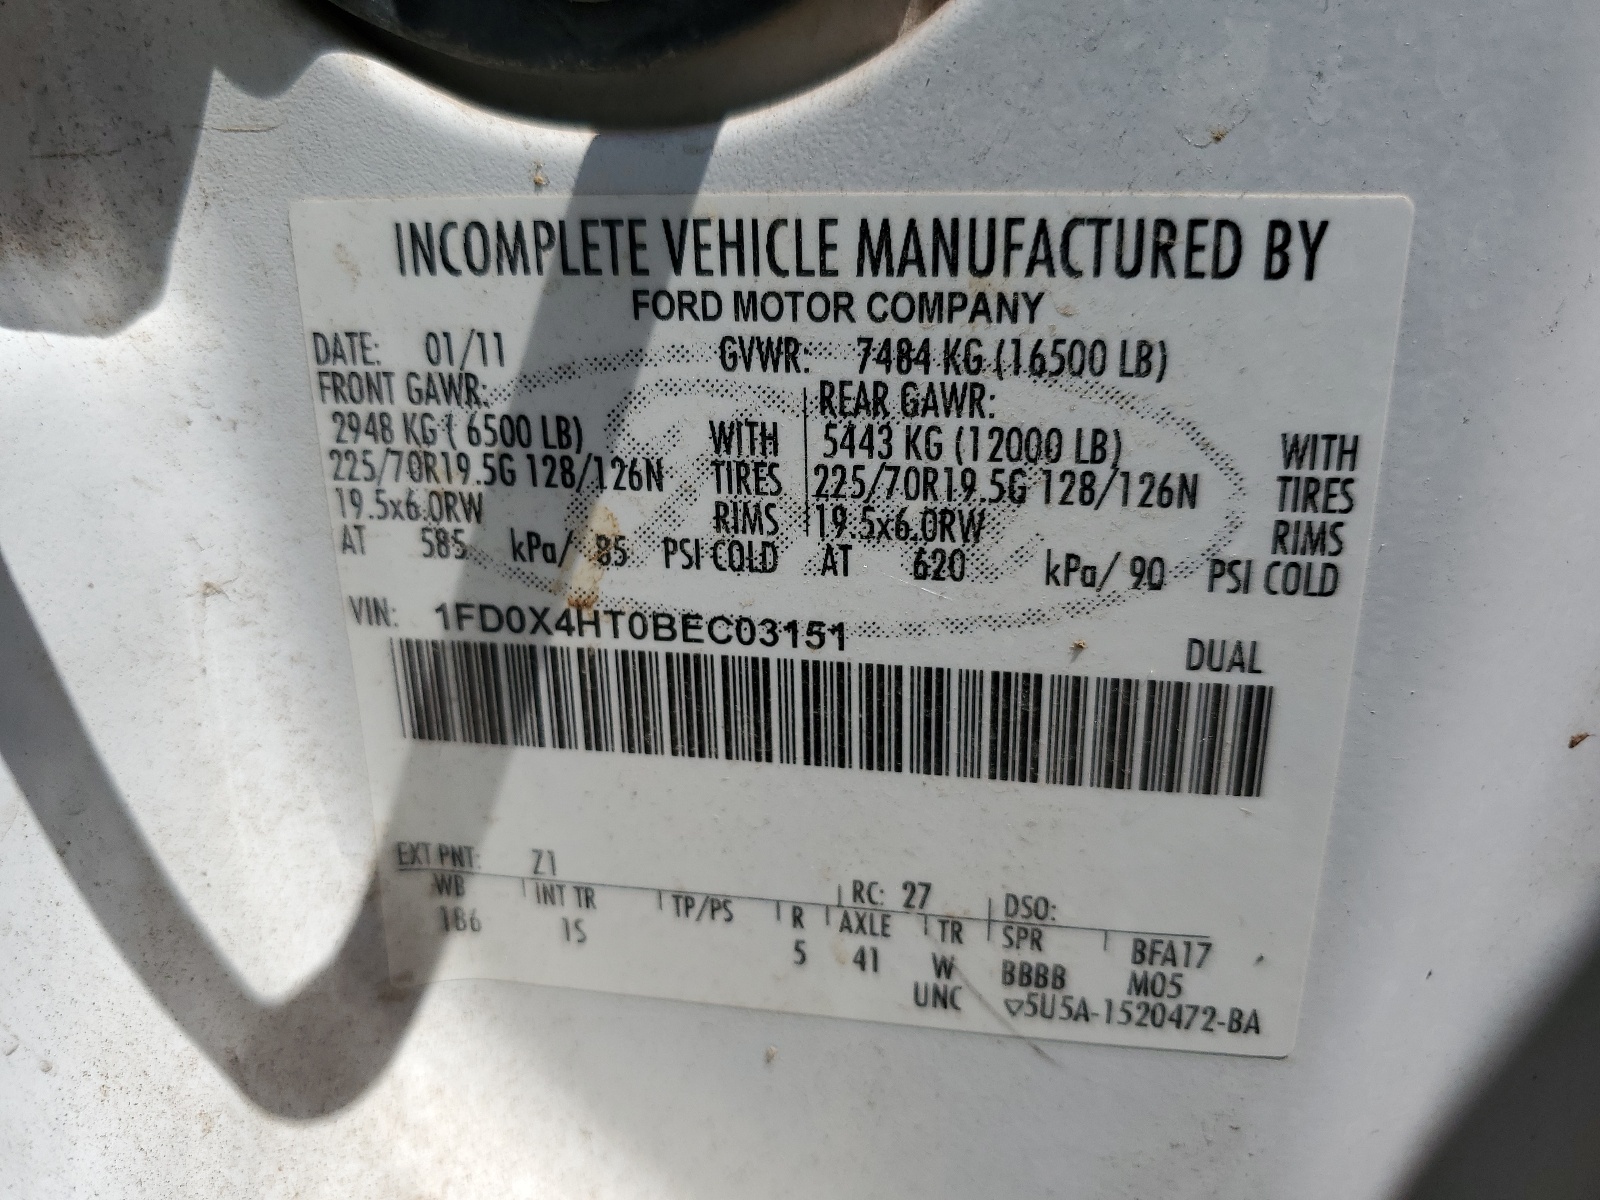 INCOMPLETE VEHICLE MANUFACTURED BY
FORD MOTOR COMPANY
DATE: 01/11 GVWR: 7484 KG (16500 LB)
FRONT GAWR: REAR GAWR:
2948 KG ( 6500 LB) WITH 5443 KG (12000 LB) WITH
225/70R19.5G 128/126N TIRES 225/70R19.5G 128/126N TIRES
19.5x6.0RW RIMS 19.5x6.0RW RIMS
AT 585 kPa/ 85 PSI COLD AT 620 kPa/ 90 PSI COLD
VIN: 1FD0X4HT0BEC03151
DUAL
EXT PNT: Z1 RC: 27 DSO:
WB INT TR TP/PS R AXLE TR SPR BFA17
186 1S 5 41 W BBBB M05
UNC ▽5U5A-1520472-BA